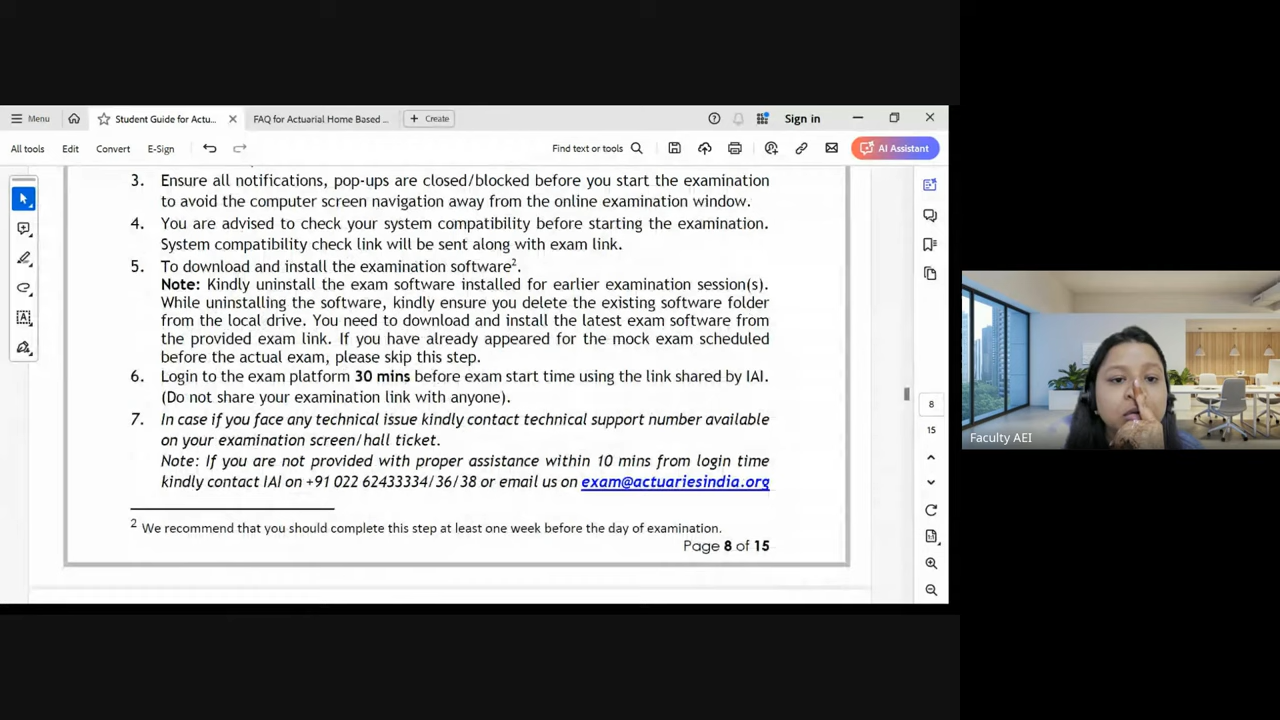 Menu
Student Guide for Actu...
FAQ for Actuarial Home Based ...
Create
Sign in
All tools
Edit
Convert
E-Sign
Find text or tools
AI Assistant
3. Ensure all notifications, pop-ups are closed/blocked before you start the examination
to avoid the computer screen navigation away from the online examination window.
4. You are advised to check your system compatibility before starting the examination.
System compatibility check link will be sent along with exam link.
5. To download and install the examination software2.
Note: Kindly uninstall the exam software installed for earlier examination session(s).
While uninstalling the software, kindly ensure you delete the existing software folder
from the local drive. You need to download and install the latest exam software from
the provided exam link. If you have already appeared for the mock exam scheduled
before the actual exam, please skip this step.
6. Login to the exam platform 30 mins before exam start time using the link shared by IAI.
(Do not share your examination link with anyone).
7. In case if you face any technical issue kindly contact technical support number available
on your examination screen/hall ticket.
Note: If you are not provided with proper assistance within 10 mins from login time
kindly contact IAI on +91 022 62433334/36/38 or email us on exam@actuariesindia.org
2 We recommend that you should complete this step at least one week before the day of examination.
Page 8 of 15
8
15
Faculty AEI